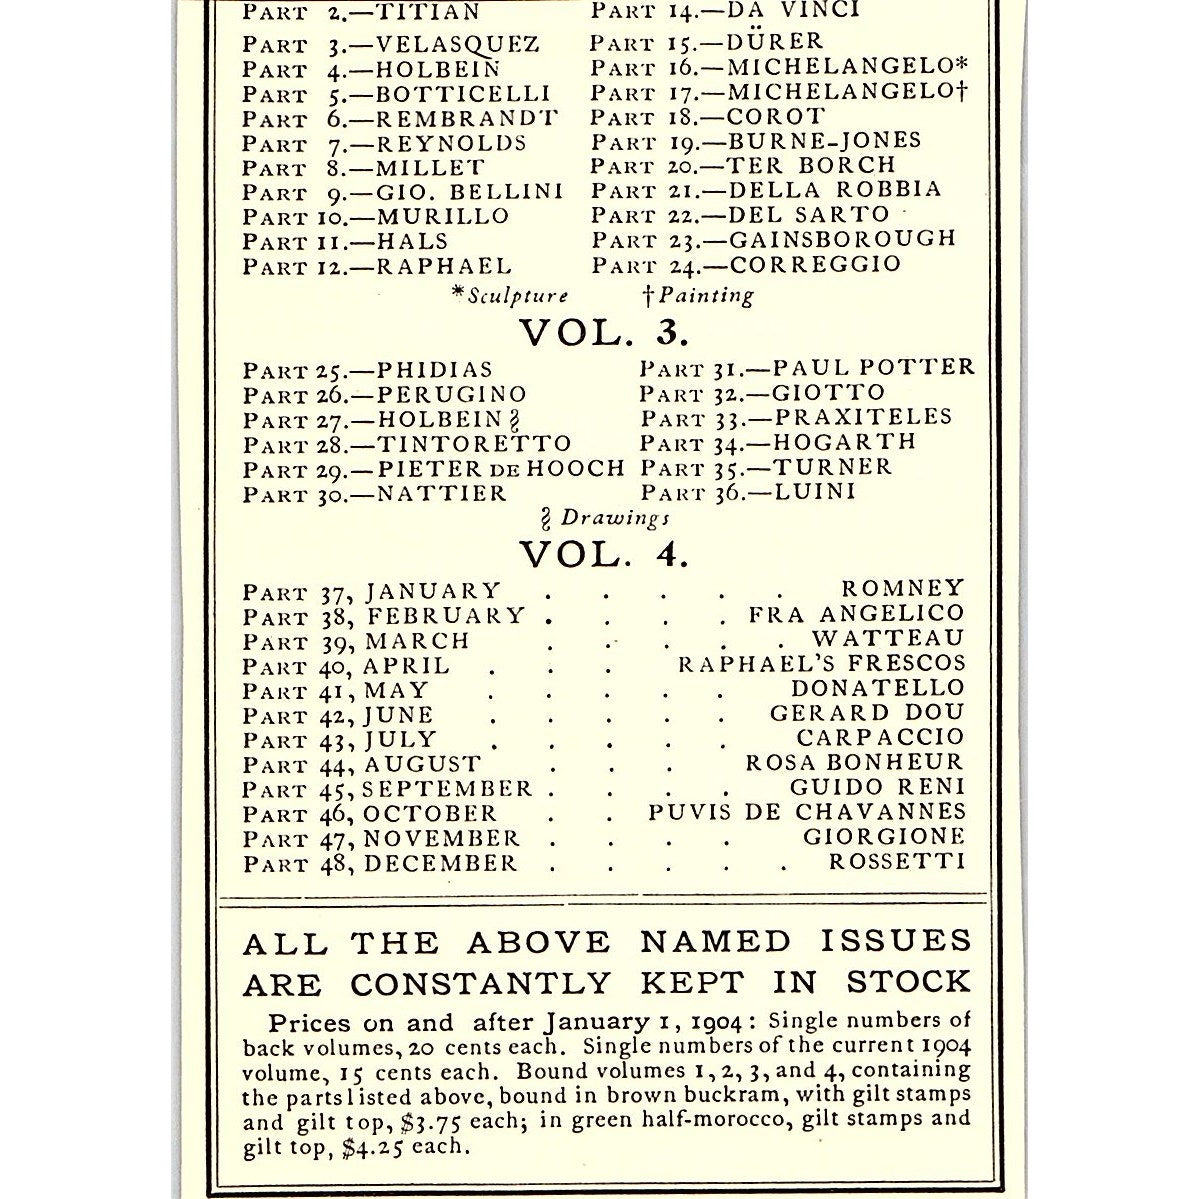 PART 2.—TITIAN PART 14.—DA VINCI
PART 3.—VELASQUEZ PART 15.—DÜRER
PART 4.—HOLBEIN PART 16.—MICHELANGELO*
PART 5.—BOTTICELLI PART 17.—MICHELANGELO†
PART 6.—REMBRANDT PART 18.—COROT
PART 7.—REYNOLDS PART 19.—BURNE-JONES
PART 8.—MILLET PART 20.—TER BORCH
PART 9.—GIO. BELLINI PART 21.—DELLA ROBBIA
PART 10.—MURILLO PART 22.—DEL SARTO
PART 11.—HALS PART 23.—GAINSBOROUGH
PART 12.—RAPHAEL PART 24.—CORREGGIO
*Sculpture †Painting
VOL. 3.
PART 25.—PHIDIAS PART 31.—PAUL POTTER
PART 26.—PERUGINO PART 32.—GIOTTO
PART 27.—HOLBEIN § PART 33.—PRAXITELES
PART 28.—TINTORETTO PART 34.—HOGARTH
PART 29.—PIETER DE HOOCH PART 35.—TURNER
PART 30.—NATTIER PART 36.—LUINI
§ Drawings
VOL. 4.
PART 37, JANUARY . . . . . ROMNEY
PART 38, FEBRUARY . . . . FRA ANGELICO
PART 39, MARCH . . . . . WATTEAU
PART 40, APRIL . . . RAPHAEL'S FRESCOS
PART 41, MAY . . . . . DONATELLO
PART 42, JUNE . . . . . GERARD DOU
PART 43, JULY . . . . . CARPACCIO
PART 44, AUGUST . . . ROSA BONHEUR
PART 45, SEPTEMBER . . . . GUIDO RENI
PART 46, OCTOBER . . PUVIS DE CHAVANNES
PART 47, NOVEMBER . . . . GIORGIONE
PART 48, DECEMBER . . . . . ROSSETTI
ALL THE ABOVE NAMED ISSUES
ARE CONSTANTLY KEPT IN STOCK
Prices on and after January 1, 1904: Single numbers of
back volumes, 20 cents each. Single numbers of the current 1904
volume, 15 cents each. Bound volumes 1, 2, 3, and 4, containing
the parts listed above, bound in brown buckram, with gilt stamps
and gilt top, $3.75 each; in green half-morocco, gilt stamps and
gilt top, $4.25 each.